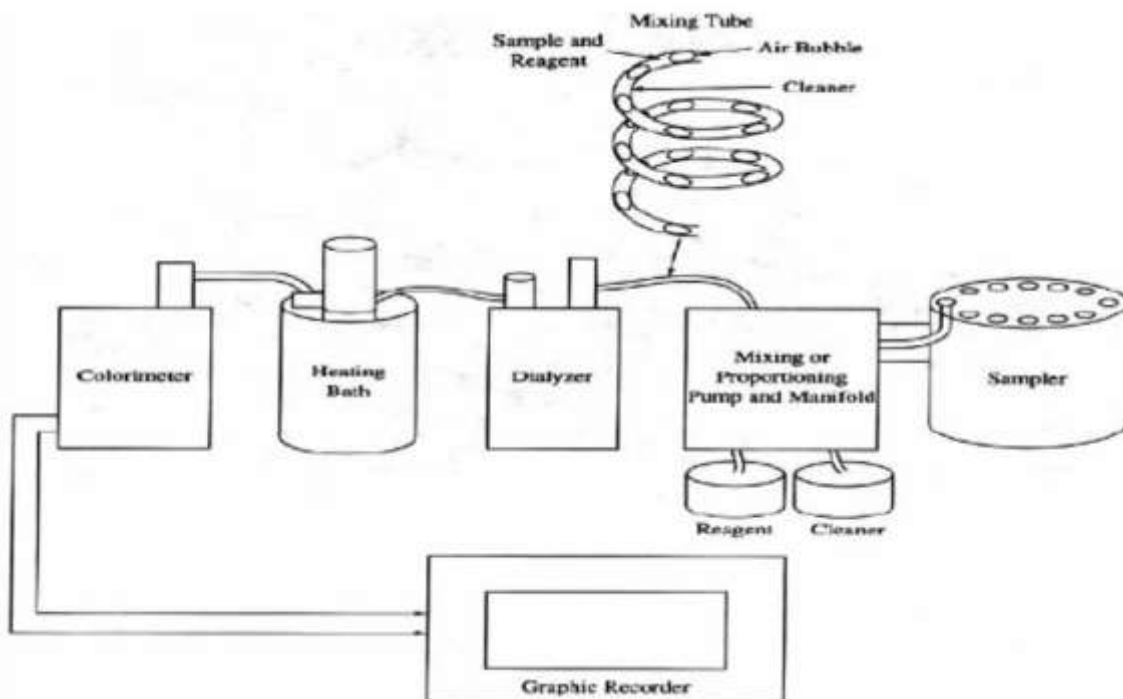 Mixing Tube
Sample and
Reagent
Air Bubble
Cleaner
Colorimeter
Heating
Bath
Dialyzer
Mixing or
Proportioning
Pump and Manifold
Sampler
Reagent
Cleaner
Graphic Recorder